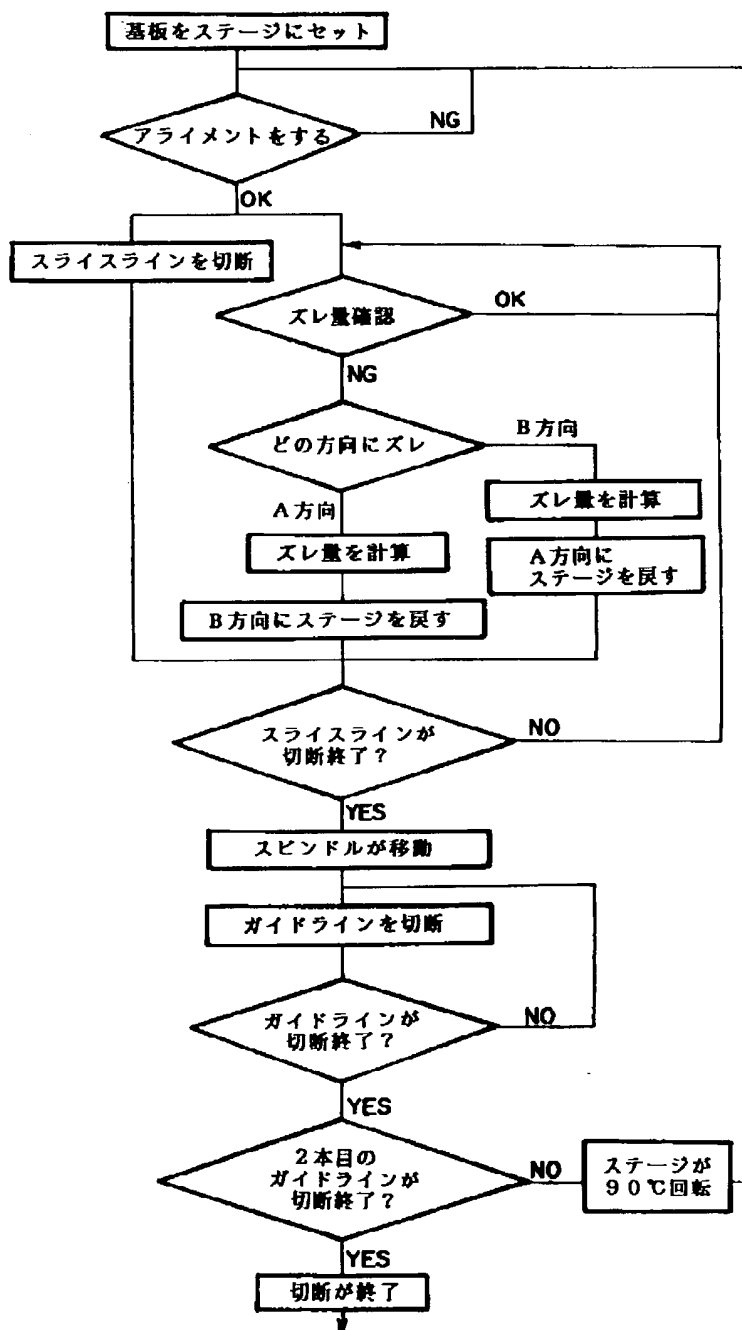 基板をステージにセット
アライメントをする
NG
OK
スライスラインを切断
ズレ量確認
OK
NG
どの方向にズレ
B方向
A方向
ズレ量を計算
ズレ量を計算
A方向に
ステージを戻す
B方向にステージを戻す
スライスラインが
切断終了?
NO
YES
スピンドルが移動
ガイドラインを切断
ガイドラインが
切断終了?
NO
YES
2本目の
ガイドラインが
切断終了?
NO
ステージが
90℃回転
YES
切断が終了